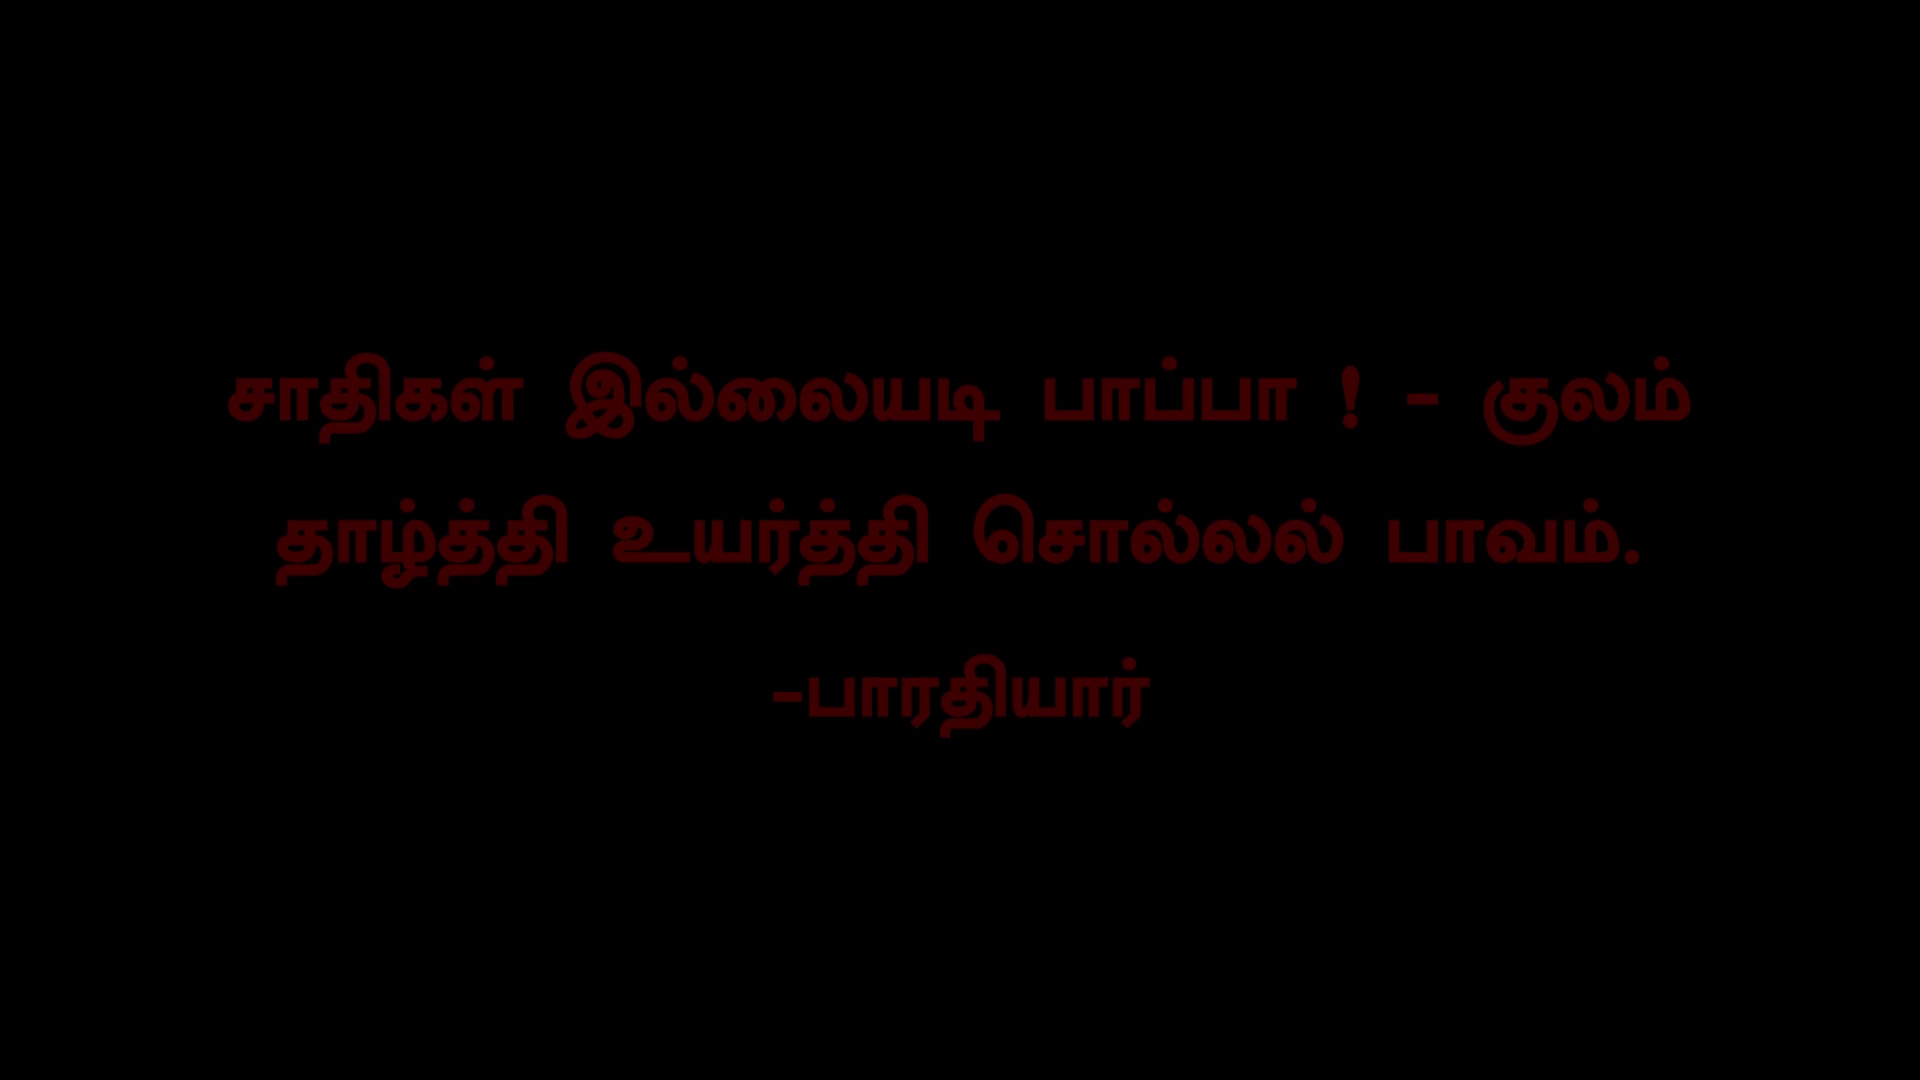 சாதிகள் இல்லையடி பாப்பா ! - குலம்
தாழ்த்தி உயர்த்தி சொல்லல் பாவம்.
-பாரதியார்